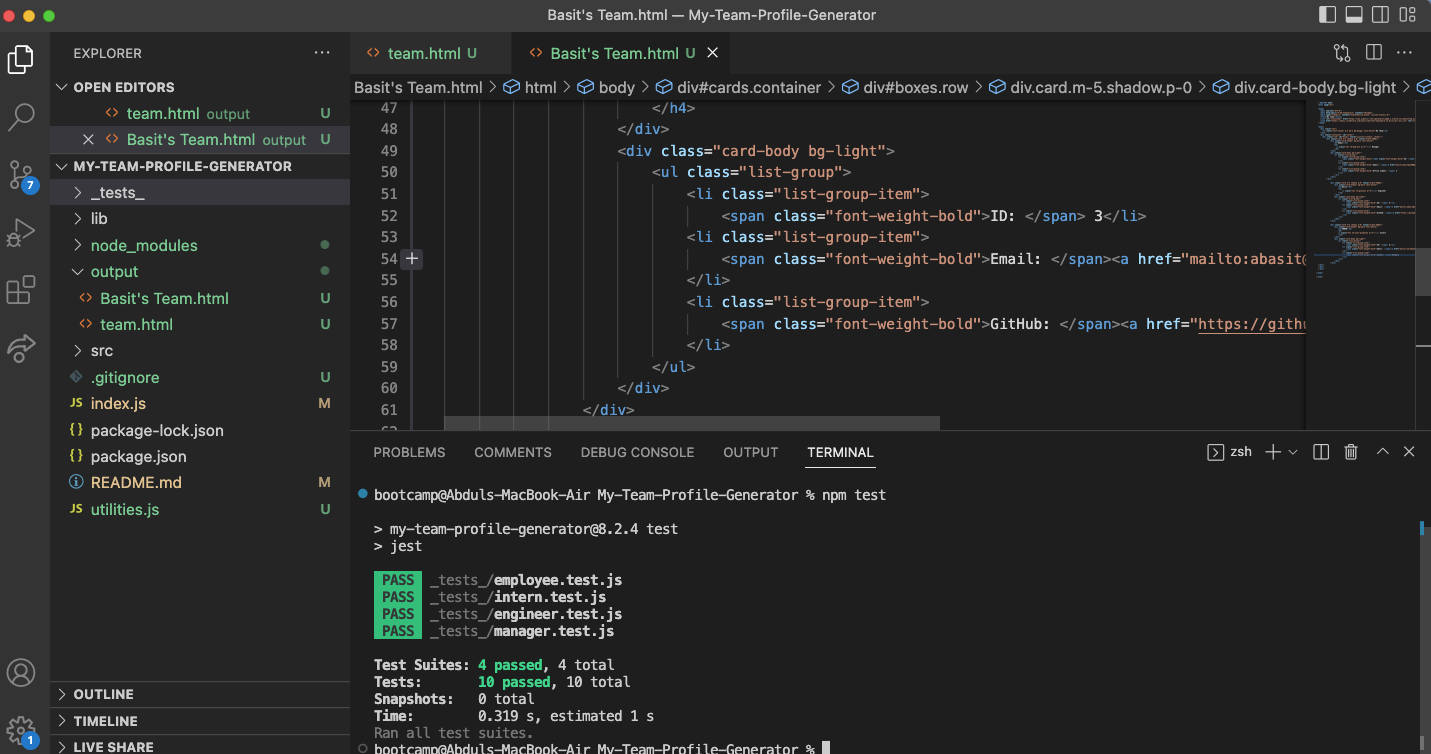 Basit's Team.html — My-Team-Profile-Generator
EXPLORER
OPEN EDITORS
team.html output U
Basit's Team.html output U
MY-TEAM-PROFILE-GENERATOR
_tests_
lib
node_modules
output
Basit's Team.html U
team.html U
src
.gitignore U
JS index.js M
{} package-lock.json
{} package.json
README.md M
JS utilities.js U
OUTLINE
TIMELINE
LIVE SHARE
7
1
team.html U
Basit's Team.html U
Basit's Team.html > html > body > div#cards.container > div#boxes.row > div.card.m-5.shadow.p-0 > div.card-body.bg-light >
47 </h4>
48 </div>
49 <div class="card-body bg-light">
50 <ul class="list-group">
51 <li class="list-group-item">
52 <span class="font-weight-bold">ID: </span> 3</li>
53 <li class="list-group-item">
54 <span class="font-weight-bold">Email: </span><a href="mailto:abasit@
55 </li>
56 <li class="list-group-item">
57 <span class="font-weight-bold">GitHub: </span><a href="https://githu
58 </li>
59 </ul>
60 </div>
61 </div>
PROBLEMS COMMENTS DEBUG CONSOLE OUTPUT TERMINAL
zsh
bootcamp@Abduls-MacBook-Air My-Team-Profile-Generator % npm test
> my-team-profile-generator@8.2.4 test
> jest
PASS _tests_/employee.test.js
PASS _tests_/intern.test.js
PASS _tests_/engineer.test.js
PASS _tests_/manager.test.js
Test Suites: 4 passed, 4 total
Tests: 10 passed, 10 total
Snapshots: 0 total
Time: 0.319 s, estimated 1 s
Ran all test suites.
bootcamp@Abduls-MacBook-Air My-Team-Profile-Generator %